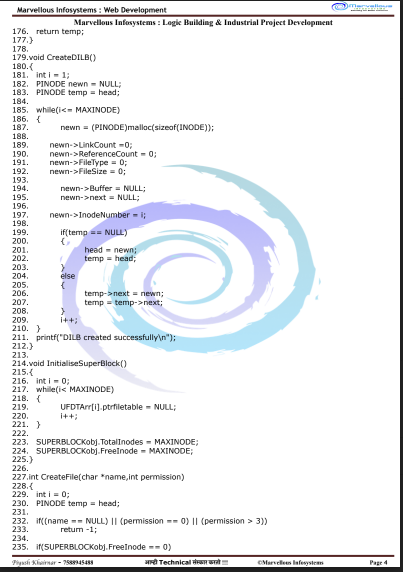 Marvellous Infosystems : Web Development
Marvellous
Marvellous Infosystems : Logic Building & Industrial Project Development
176. return temp;
177.}
178.
179.void CreateDILB()
180.{
181. int i = 1;
182. PINODE newn = NULL;
183. PINODE temp = head;
184.
185. while(i<= MAXINODE)
186. {
187. newn = (PINODE)malloc(sizeof(INODE));
188.
189. newn->LinkCount =0;
190. newn->ReferenceCount = 0;
191. newn->FileType = 0;
192. newn->FileSize = 0;
193.
194. newn->Buffer = NULL;
195. newn->next = NULL;
196.
197. newn->InodeNumber = i;
198.
199. if(temp == NULL)
200. {
201. head = newn;
202. temp = head;
203. }
204. else
205. {
206. temp->next = newn;
207. temp = temp->next;
208. }
209. i++;
210. }
211. printf("DILB created successfully\n");
212.}
213.
214.void InitialiseSuperBlock()
215.{
216. int i = 0;
217. while(i< MAXINODE)
218. {
219. UFDTArr[i].ptrfiletable = NULL;
220. i++;
221. }
222.
223. SUPERBLOCKobj.TotalInodes = MAXINODE;
224. SUPERBLOCKobj.FreeInode = MAXINODE;
225.}
226.
227.int CreateFile(char *name,int permission)
228.{
229. int i = 0;
230. PINODE temp = head;
231.
232. if((name == NULL) || (permission == 0) || (permission > 3))
233. return -1;
234.
235. if(SUPERBLOCKobj.FreeInode == 0)
Piyush Khairnar - 7588945488 आम्ही Technical संस्कार करतो !!! ©Marvellous Infosystems Page 4